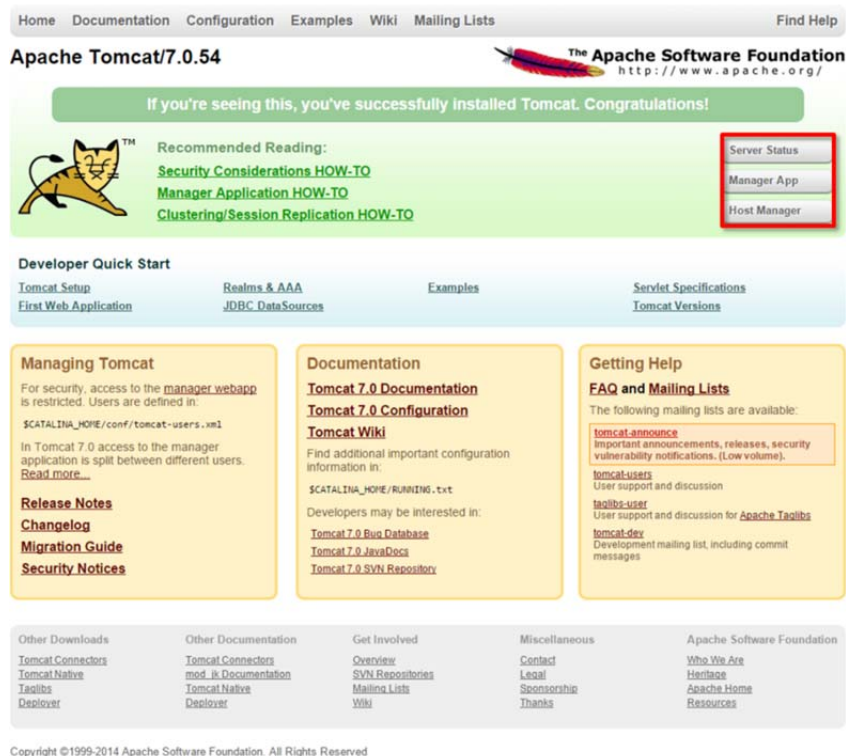 Home Documentation Configuration Examples Wiki Mailing Lists Find Help
Apache Tomcat/7.0.54
The Apache Software Foundation
http://www.apache.org/
If you're seeing this, you've successfully installed Tomcat. Congratulations!
TM
Recommended Reading:
Security Considerations HOW-TO
Manager Application HOW-TO
Clustering/Session Replication HOW-TO
Server Status
Manager App
Host Manager
Developer Quick Start
Tomcat Setup
First Web Application
Realms & AAA
JDBC DataSources
Examples
Servlet Specifications
Tomcat Versions
Managing Tomcat
For security, access to the manager webapp
is restricted. Users are defined in:
$CATALINA_HOME/conf/tomcat-users.xml
In Tomcat 7.0 access to the manager
application is split between different users.
Read more...
Release Notes
Changelog
Migration Guide
Security Notices
Documentation
Tomcat 7.0 Documentation
Tomcat 7.0 Configuration
Tomcat Wiki
Find additional important configuration
information in:
$CATALINA_HOME/RUNNING.txt
Developers may be interested in:
Tomcat 7.0 Bug Database
Tomcat 7.0 JavaDocs
Tomcat 7.0 SVN Repository
Getting Help
FAQ and Mailing Lists
The following mailing lists are available:
tomcat-announce
Important announcements, releases, security
vulnerability notifications. (Low volume).
tomcat-users
User support and discussion
taglibs-user
User support and discussion for Apache Taglibs
tomcat-dev
Development mailing list, including commit
messages
Other Downloads
Tomcat Connectors
Tomcat Native
Taglibs
Deployer
Other Documentation
Tomcat Connectors
mod_jk Documentation
Tomcat Native
Deployer
Get Involved
Overview
SVN Repositories
Mailing Lists
Wiki
Miscellaneous
Contact
Legal
Sponsorship
Thanks
Apache Software Foundation
Who We Are
Heritage
Apache Home
Resources
Copyright ©1999-2014 Apache Software Foundation. All Rights Reserved